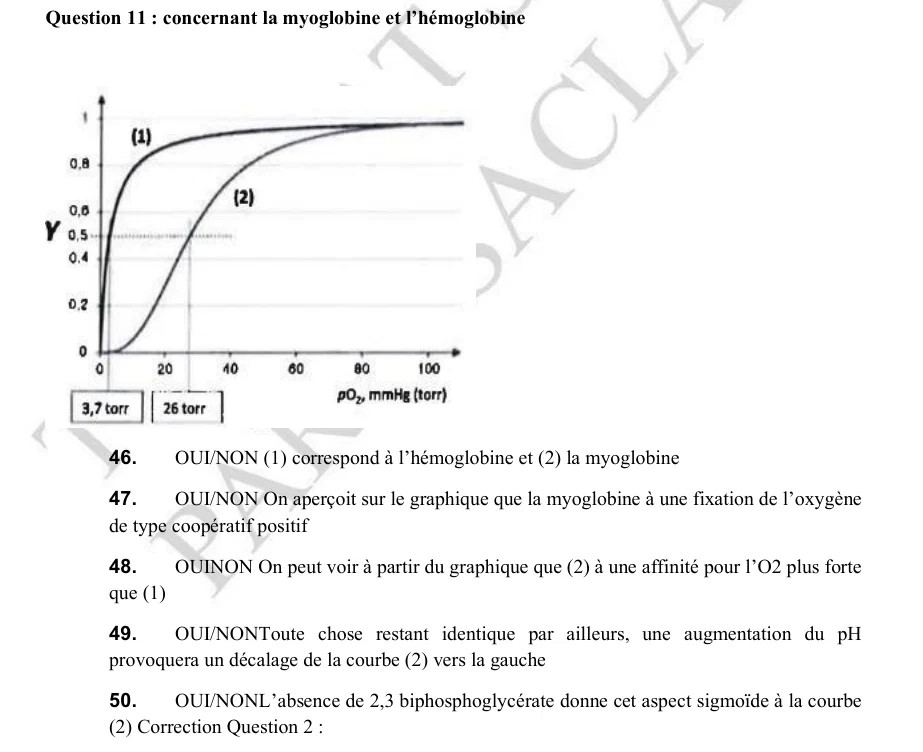 Question 11 : concernant la myoglobine et l'hémoglobine
1
(1)
0,8
(2)
0,6
Y 0,5
0,4
0,2
0
0 20 40 60 80 100
pO2, mmHg (torr)
3,7 torr 26 torr
46. OUI/NON (1) correspond à l'hémoglobine et (2) la myoglobine
47. OUI/NON On aperçoit sur le graphique que la myoglobine à une fixation de l'oxygène
de type coopératif positif
48. OUINON On peut voir à partir du graphique que (2) à une affinité pour l'O2 plus forte
que (1)
49. OUI/NONToute chose restant identique par ailleurs, une augmentation du pH
provoquera un décalage de la courbe (2) vers la gauche
50. OUI/NONL'absence de 2,3 biphosphoglycérate donne cet aspect sigmoïde à la courbe
(2) Correction Question 2 :